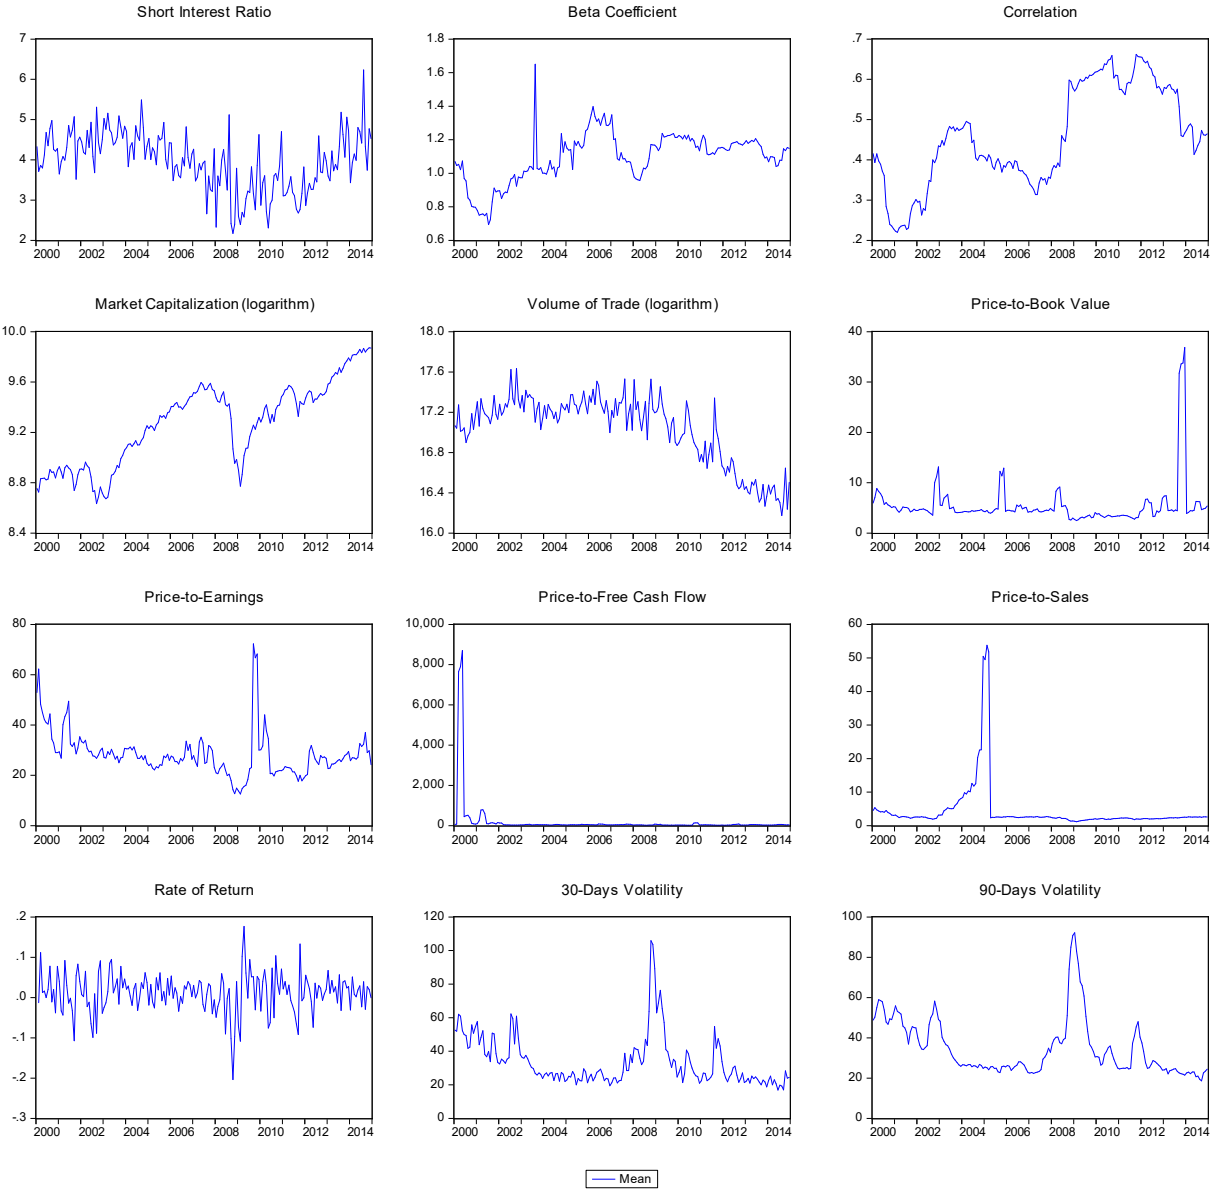 Short Interest Ratio
7
6
5
4
3
2
2000 2002 2004 2006 2008 2010 2012 2014
Beta Coefficient
1.8
1.6
1.4
1.2
1.0
0.8
0.6
2000 2002 2004 2006 2008 2010 2012 2014
Correlation
.7
.6
.5
.4
.3
.2
2000 2002 2004 2006 2008 2010 2012 2014
Market Capitalization (logarithm)
10.0
9.6
9.2
8.8
8.4
2000 2002 2004 2006 2008 2010 2012 2014
Volume of Trade (logarithm)
18.0
17.6
17.2
16.8
16.4
16.0
2000 2002 2004 2006 2008 2010 2012 2014
Price-to-Book Value
40
30
20
10
0
2000 2002 2004 2006 2008 2010 2012 2014
Price-to-Earnings
80
60
40
20
0
2000 2002 2004 2006 2008 2010 2012 2014
Price-to-Free Cash Flow
10,000
8,000
6,000
4,000
2,000
0
2000 2002 2004 2006 2008 2010 2012 2014
Price-to-Sales
60
50
40
30
20
10
0
2000 2002 2004 2006 2008 2010 2012 2014
Rate of Return
.2
.1
.0
-.1
-.2
-.3
2000 2002 2004 2006 2008 2010 2012 2014
30-Days Volatility
120
100
80
60
40
20
0
2000 2002 2004 2006 2008 2010 2012 2014
90-Days Volatility
100
80
60
40
20
0
2000 2002 2004 2006 2008 2010 2012 2014
Mean